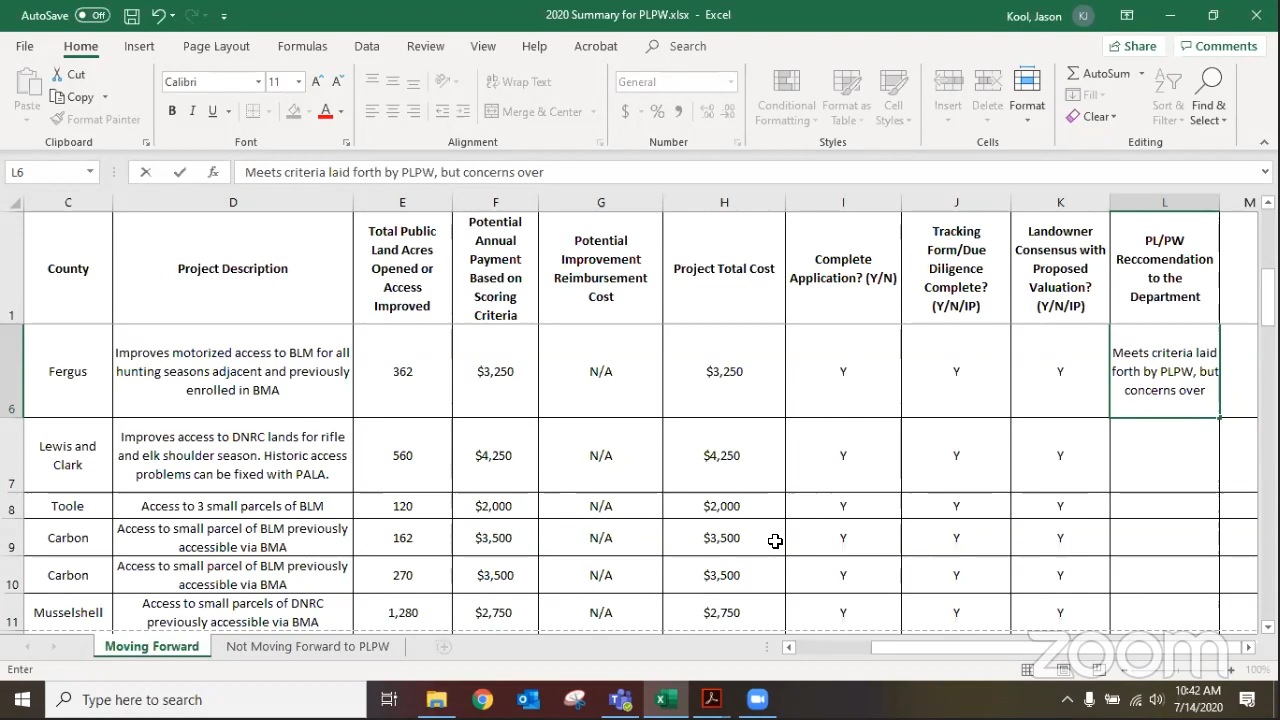 AutoSave Off
2020 Summary for PLPW.xlsx - Excel
Kool, Jason KJ
File Home Insert Page Layout Formulas Data Review View Help Acrobat Search Share Comments
Paste
Cut
Copy
Format Painter
Clipboard
Calibri 11
B I U
Font
Wrap Text
Merge & Center
Alignment
General
$ %
Number
Conditional
Formatting
Format as
Table
Cell
Styles
Styles
Insert Delete Format
Cells
AutoSum
Fill
Clear
Sort &
Filter
Find &
Select
Editing
L6 fx Meets criteria laid forth by PLPW, but concerns over
C D E F G H I J K L M
1
County
Project Description
Total Public
Land Acres
Opened or
Access
Improved
Potential
Annual
Payment
Based on
Scoring
Criteria
Potential
Improvement
Reimbursement
Cost
Project Total Cost
Complete
Application? (Y/N)
Tracking
Form/Due
Diligence
Complete?
(Y/N/IP)
Landowner
Consensus with
Proposed
Valuation?
(Y/N/IP)
PL/PW
Reccomendation
to the
Department
6
Fergus
Improves motorized access to BLM for all
hunting seasons adjacent and previously
enrolled in BMA
362 $3,250 N/A $3,250 Y Y Y
Meets criteria laid
forth by PLPW, but
concerns over
7
Lewis and
Clark
Improves access to DNRC lands for rifle
and elk shoulder season. Historic access
problems can be fixed with PALA.
560 $4,250 N/A $4,250 Y Y Y
8 Toole Access to 3 small parcels of BLM 120 $2,000 N/A $2,000 Y Y Y
9 Carbon
Access to small parcel of BLM previously
accessible via BMA
162 $3,500 N/A $3,500 Y Y Y
10 Carbon
Access to small parcel of BLM previously
accessible via BMA
270 $3,500 N/A $3,500 Y Y Y
11 Musselshell
Access to small parcels of DNRC
previously accessible via BMA
1,280 $2,750 N/A $2,750 Y Y Y
Moving Forward Not Moving Forward to PLPW
zoom
Enter 100%
Type here to search
10:42 AM
7/14/2020